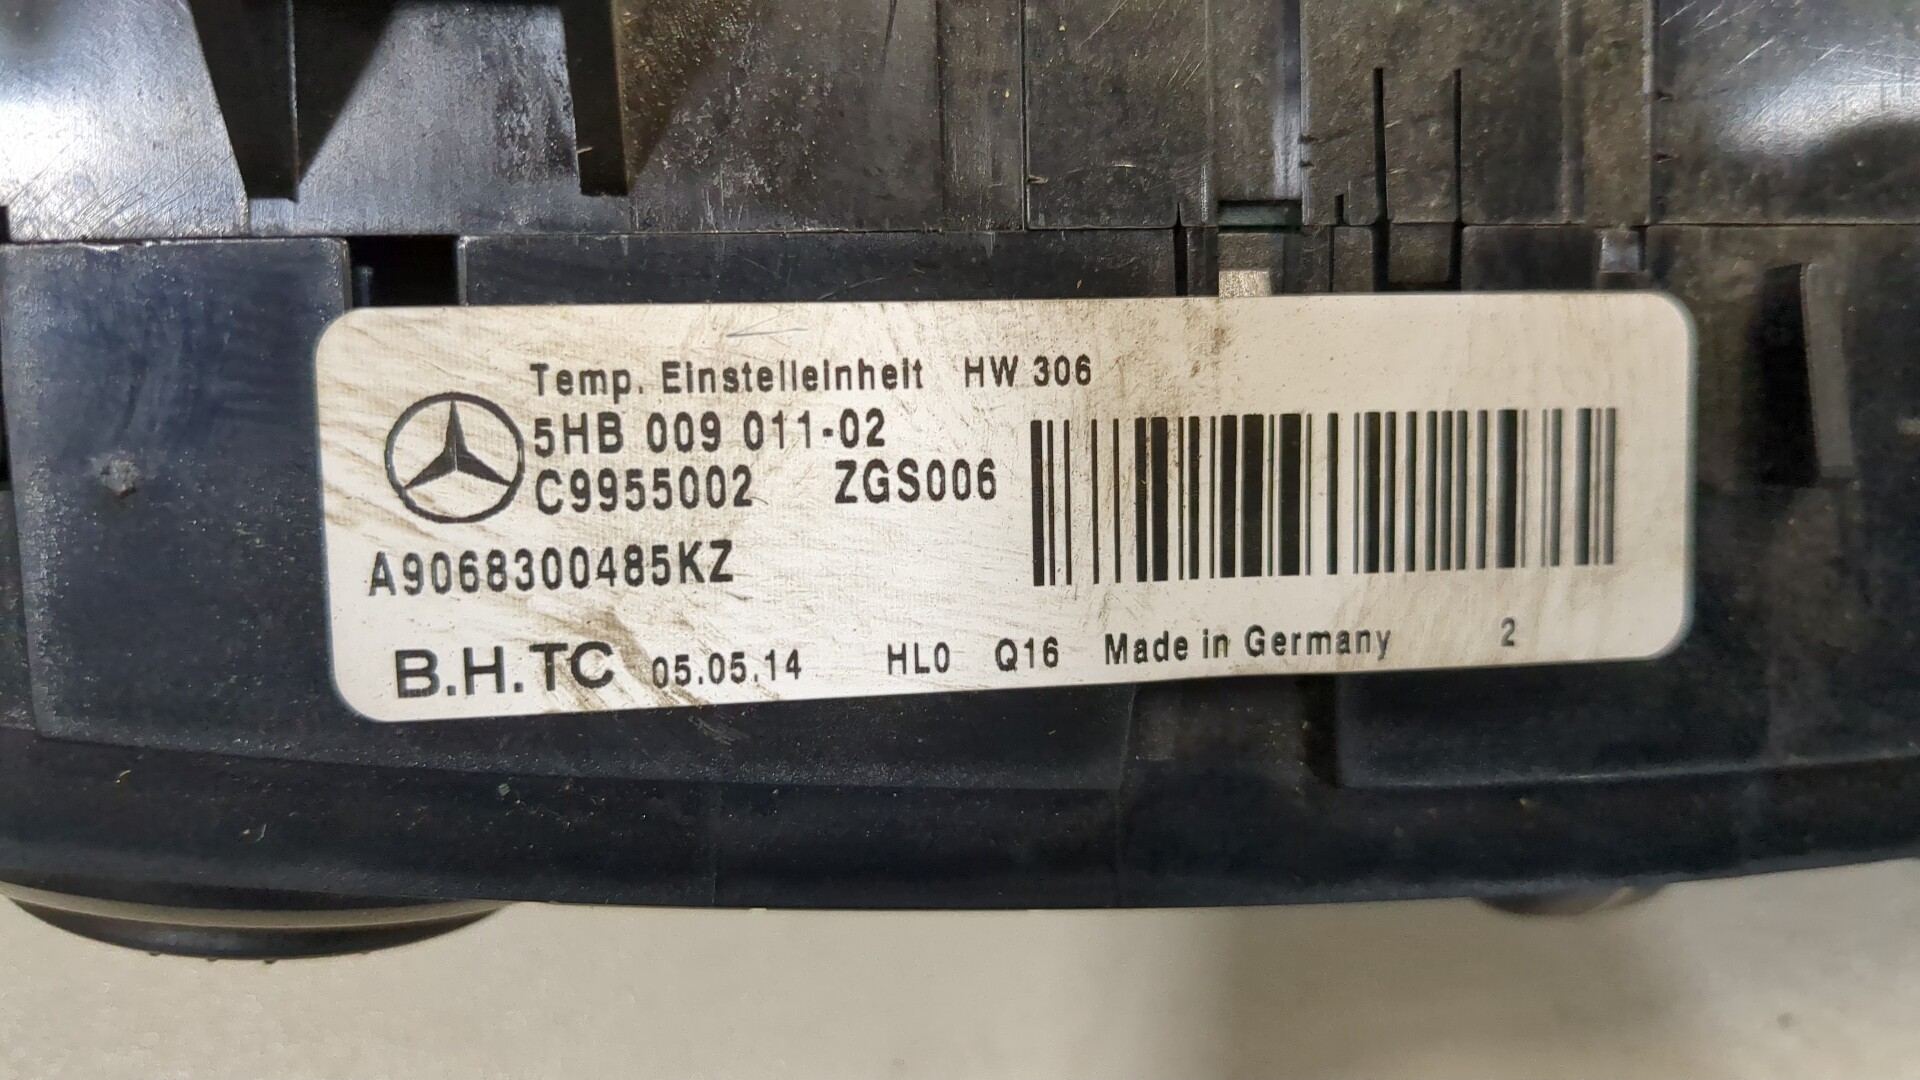 Temp. Einstelleinheit HW 306
5HB 009 011-02
C9955002 ZGS006
A9068300485KZ
B.H.TC 05.05.14 HL0 Q16 Made in Germany 2